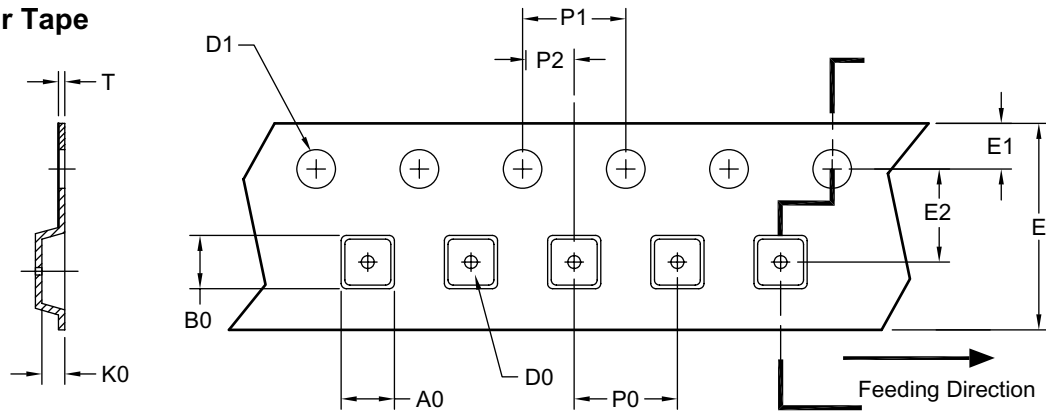 r Tape
P1
D1
P2
T
E1
E2
E
B0
K0
A0
D0
P0
Feeding Direction